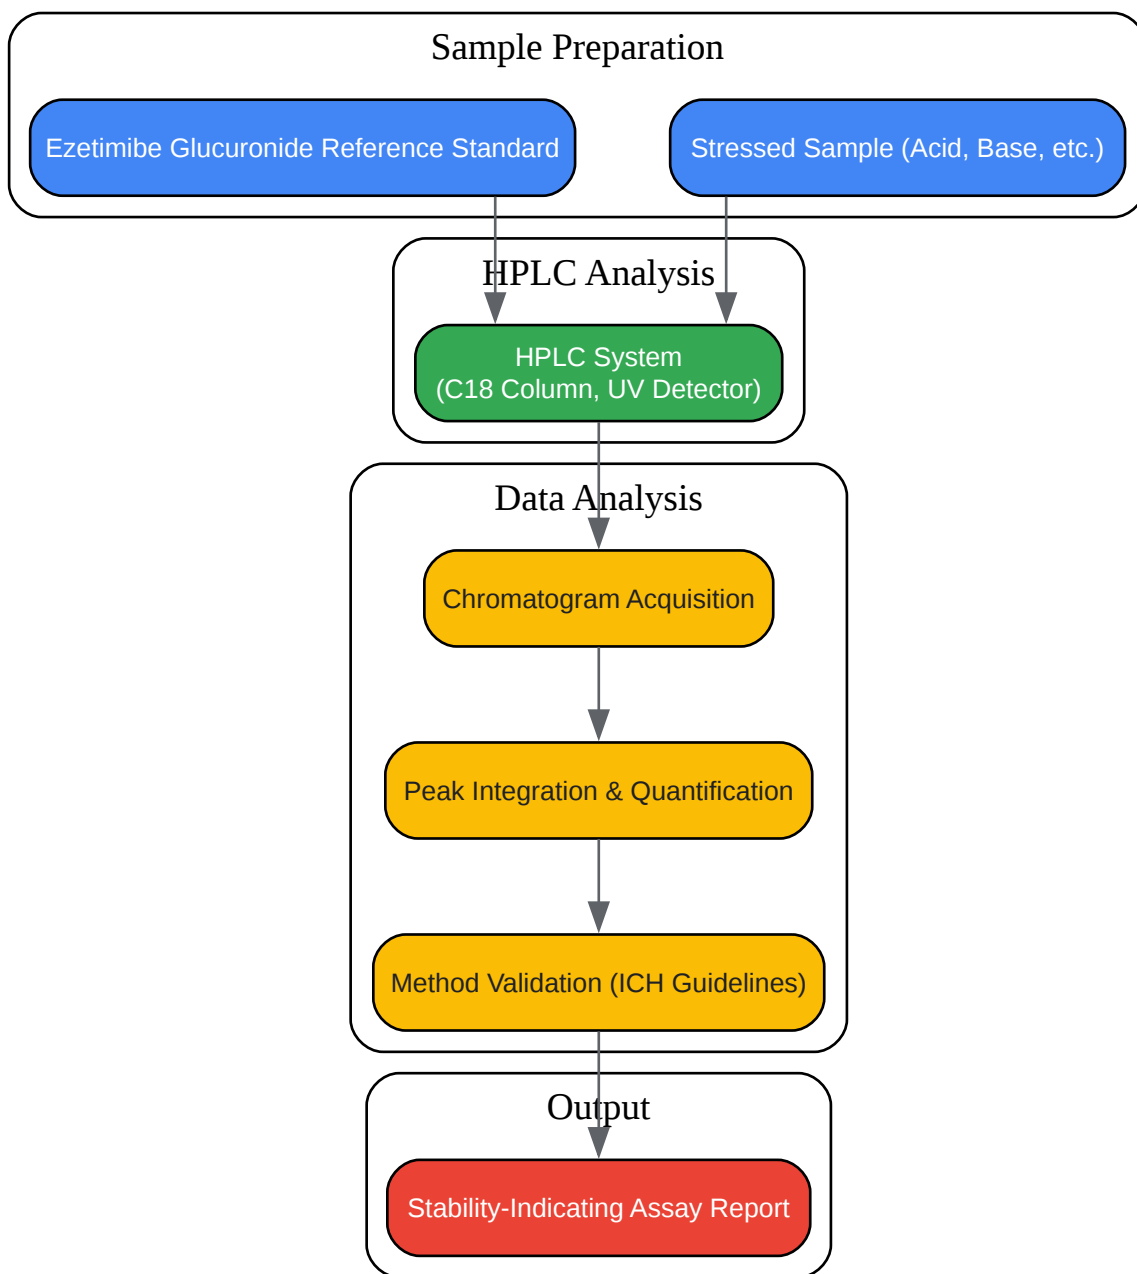 Sample Preparation
Ezetimibe Glucuronide Reference Standard
Stressed Sample (Acid, Base, etc.)
HPLC Analysis
HPLC System
(C18 Column, UV Detector)
Data Analysis
Chromatogram Acquisition
Peak Integration & Quantification
Method Validation (ICH Guidelines)
Output
Stability-Indicating Assay Report